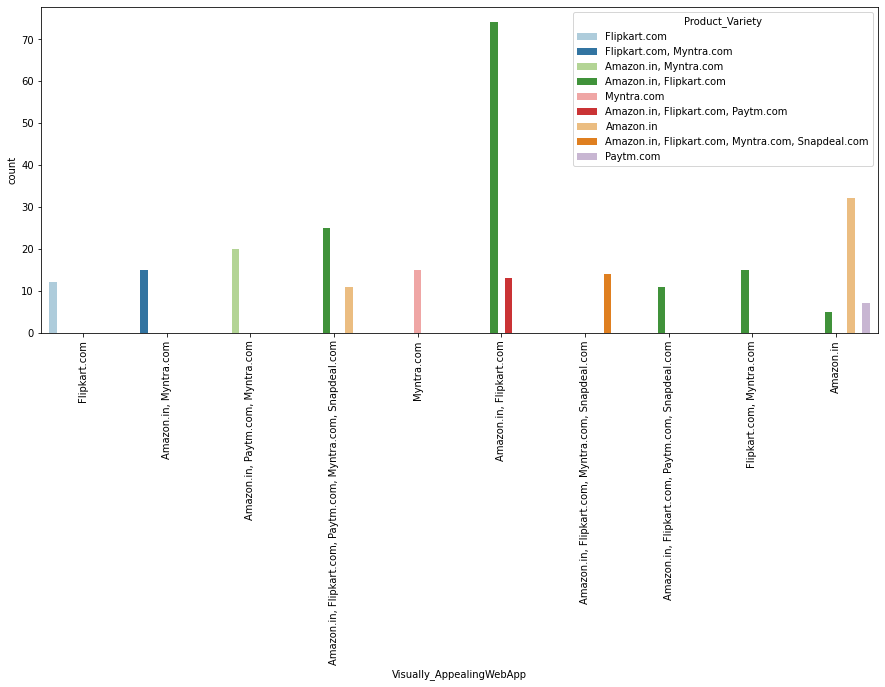 Product_Variety
Flipkart.com
Flipkart.com, Myntra.com
Amazon.in, Myntra.com
Amazon.in, Flipkart.com
Myntra.com
Amazon.in, Flipkart.com, Paytm.com
Amazon.in
Amazon.in, Flipkart.com, Myntra.com, Snapdeal.com
Paytm.com
count
70
60
50
40
30
20
10
0
Flipkart.com
Amazon.in, Myntra.com
Amazon.in, Paytm.com, Myntra.com
Amazon.in, Flipkart.com, Paytm.com, Myntra.com, Snapdeal.com
Myntra.com
Amazon.in, Flipkart.com
Amazon.in, Flipkart.com, Myntra.com, Snapdeal.com
Amazon.in, Flipkart.com, Paytm.com, Snapdeal.com
Flipkart.com, Myntra.com
Amazon.in
Visually_AppealingWebApp